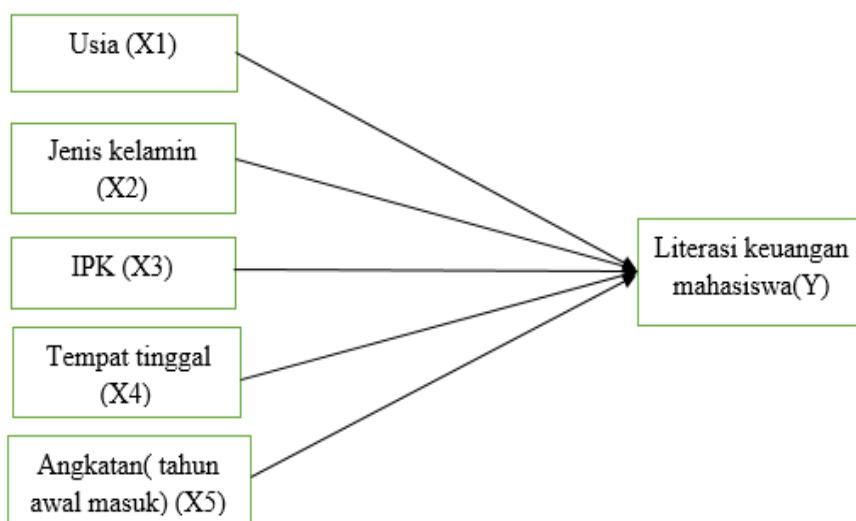 Usia (X1)
Jenis kelamin
(X2)
IPK (X3)
Tempat tinggal
(X4)
Angkatan( tahun
awal masuk) (X5)
Literasi keuangan
mahasiswa(Y)